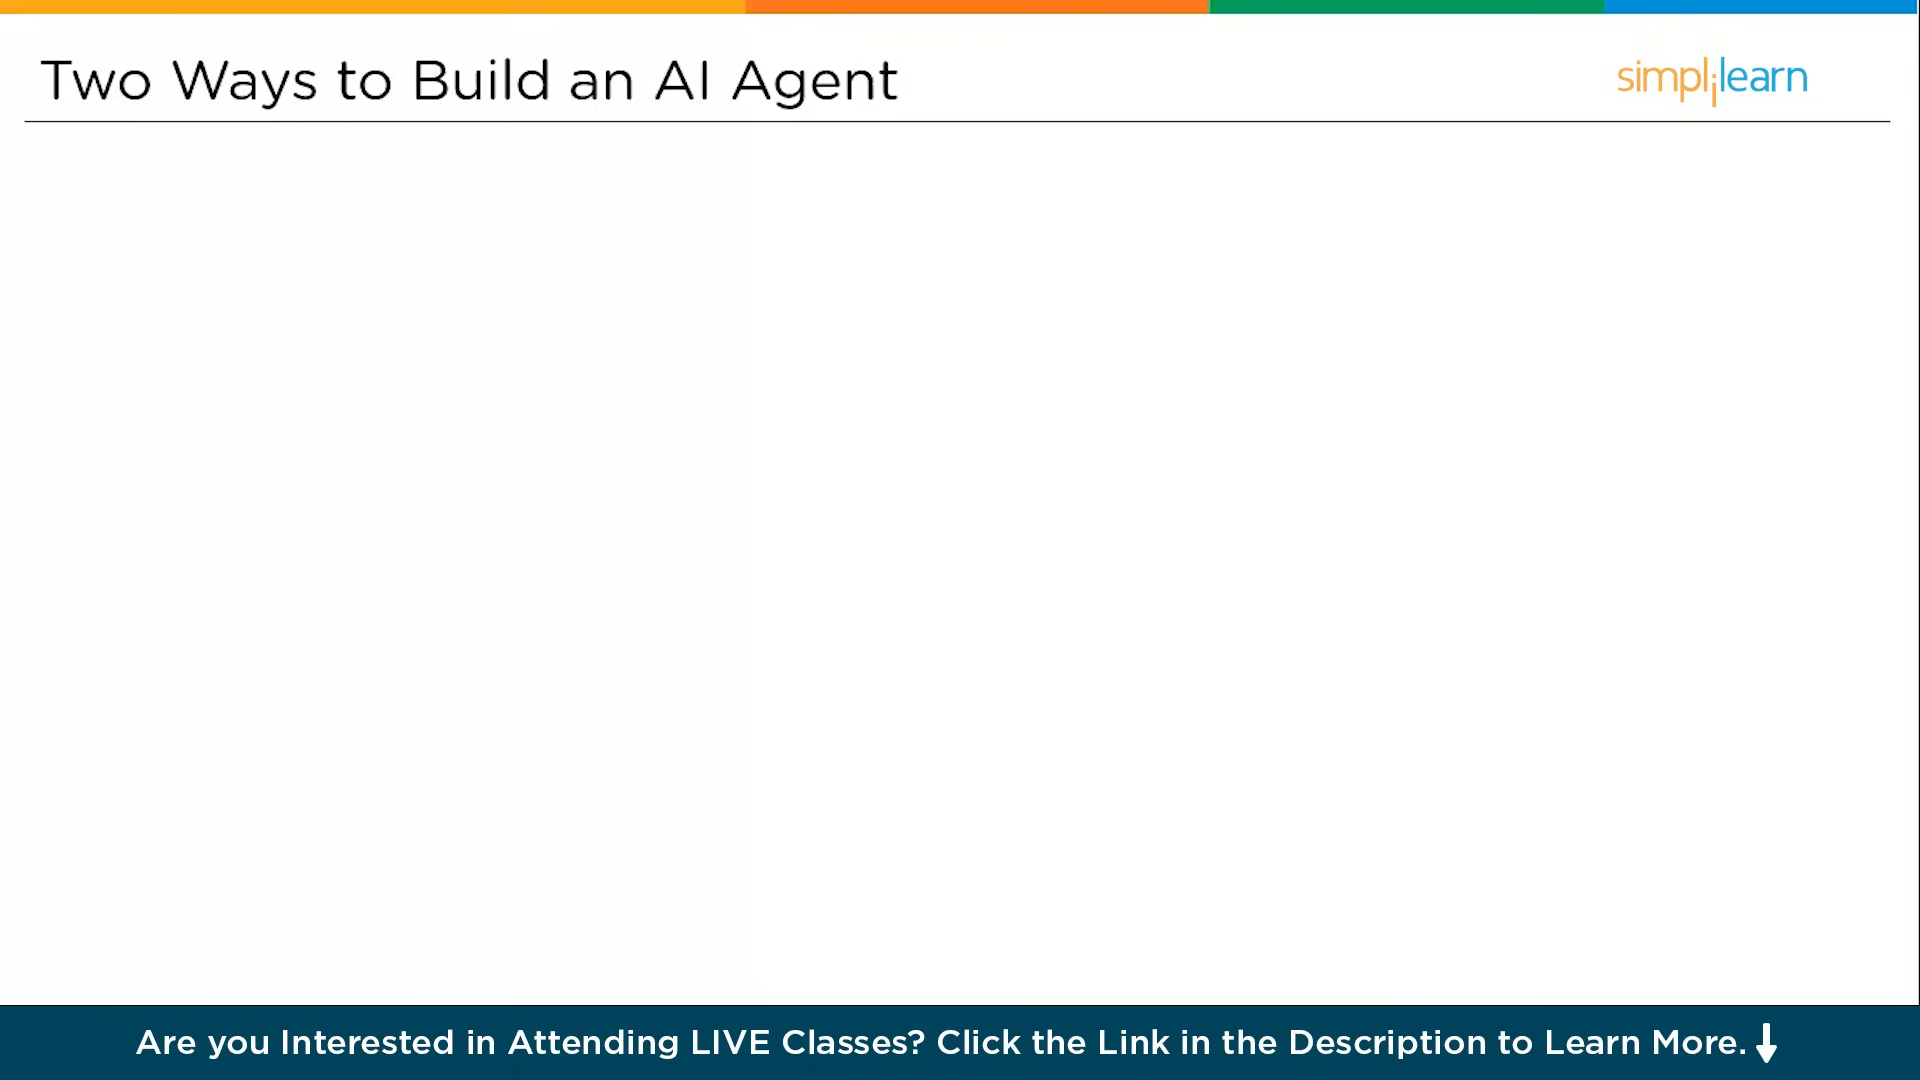 Two Ways to Build an AI Agent
simplilearn
Are you Interested in Attending LIVE Classes? Click the Link in the Description to Learn More.